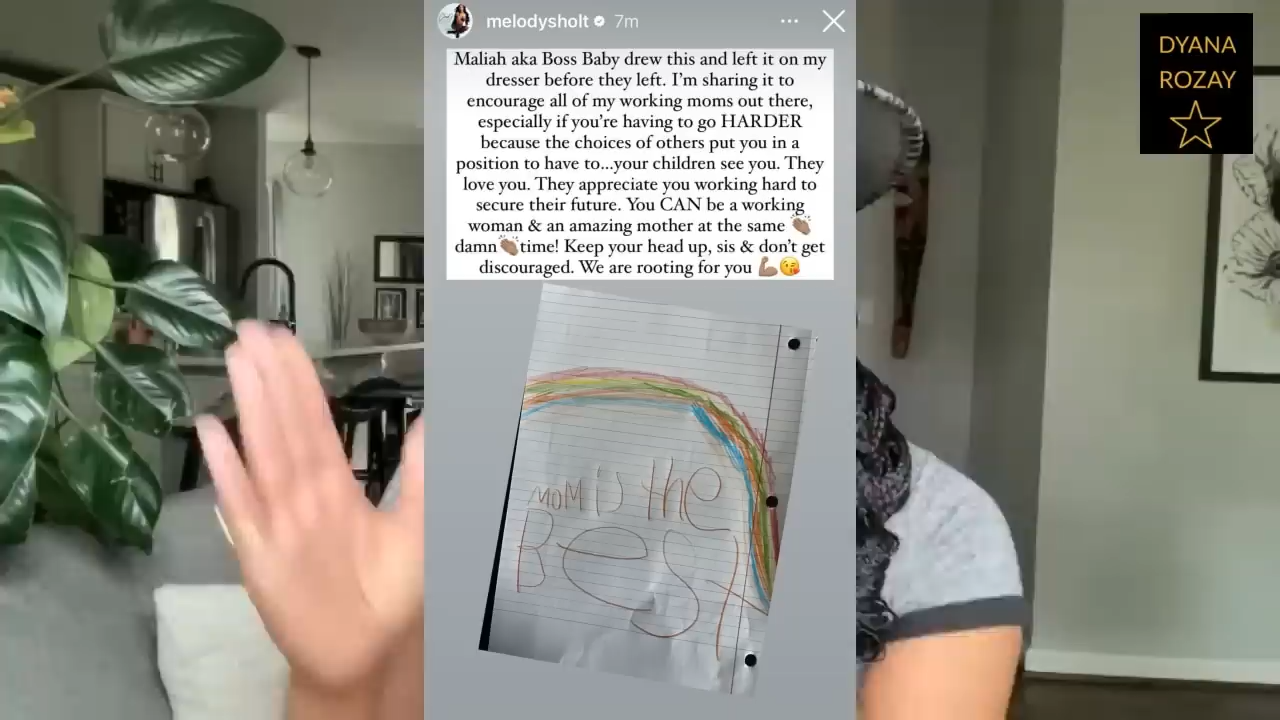 melodysholt 7m
Maliah aka Boss Baby drew this and left it on my
dresser before they left. I’m sharing it to
encourage all of my working moms out there,
especially if you’re having to go HARDER
because the choices of others put you in a
position to have to...your children see you. They
love you. They appreciate you working hard to
secure their future. You CAN be a working
woman & an amazing mother at the same 👏🏽
damn👏🏽time! Keep your head up, sis & don’t get
discouraged. We are rooting for you 💪🏽😘
MOM is the
BesT
DYANA
ROZAY